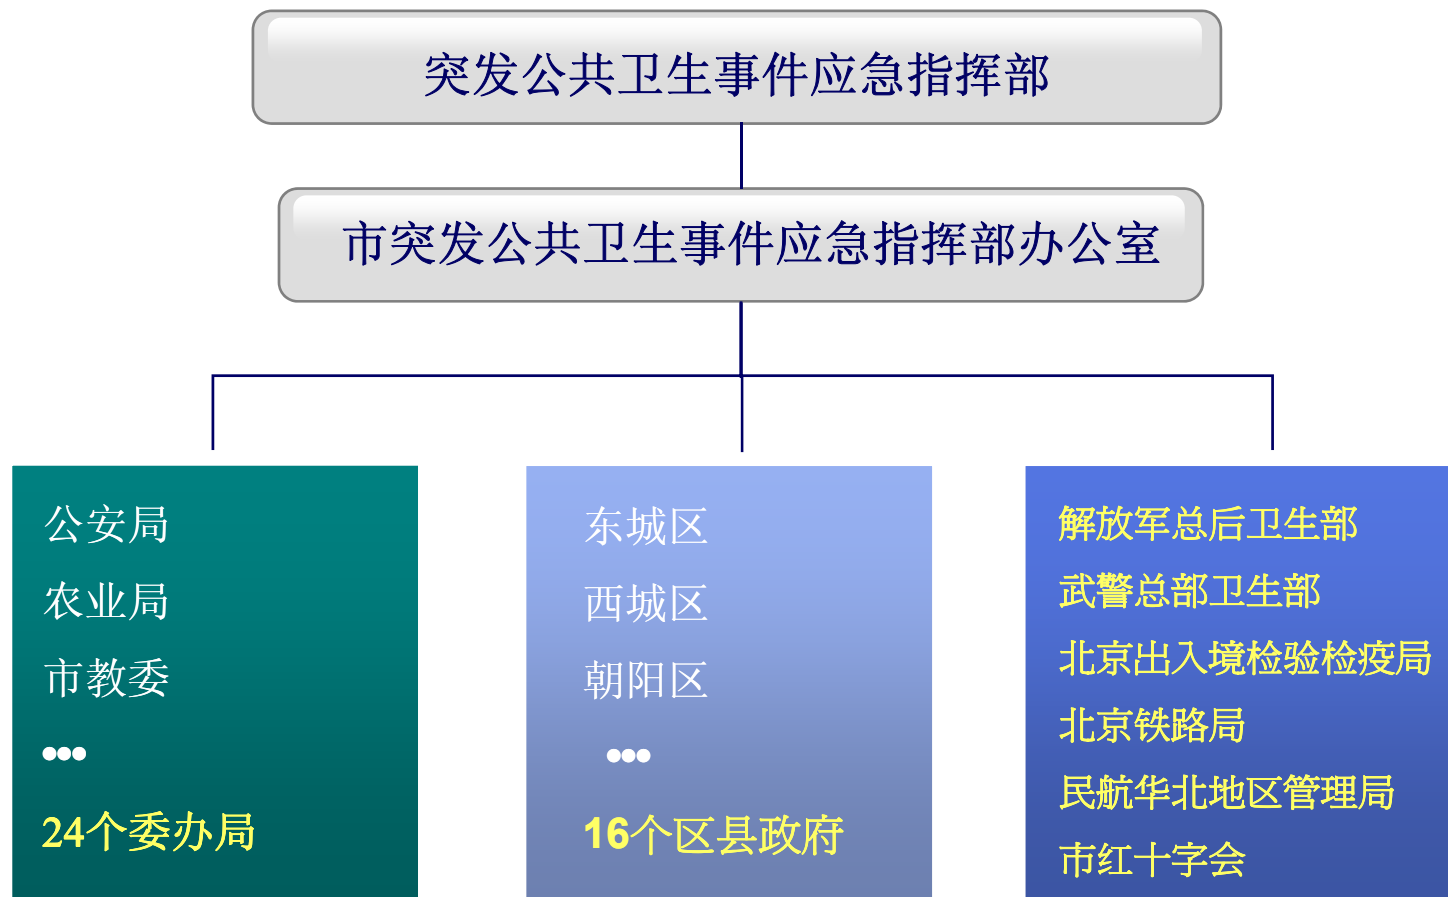 突发公共卫生事件应急指挥部
市突发公共卫生事件应急指挥部办公室
公安局
农业局
市教委
•••
24个委办局
东城区
西城区
朝阳区
•••
16个区县政府
解放军总后卫生部
武警总部卫生部
北京出入境检验检疫局
北京铁路局
民航华北地区管理局
市红十字会